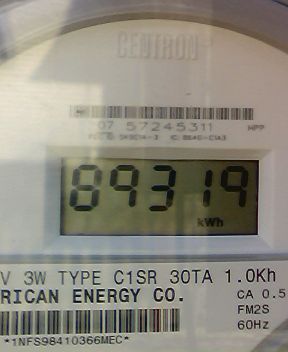 CENTRON
07 57245311 MPP
89319
kWh
V 3W TYPE C1SR 30TA 1.0Kh
RICAN ENERGY CO. CA 0.5
FM2S
60Hz
*1NFS98410366MEC*